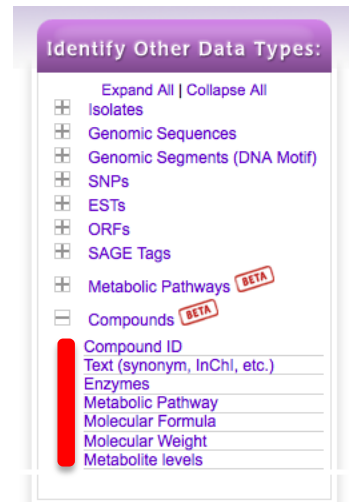 Identify Other Data Types:
Expand All | Collapse All
Isolates
Genomic Sequences
Genomic Segments (DNA Motif)
SNPs
ESTs
ORFs
SAGE Tags
Metabolic Pathways BETA
Compounds BETA
Compound ID
Text (synonym, InChI, etc.)
Enzymes
Metabolic Pathway
Molecular Formula
Molecular Weight
Metabolite levels